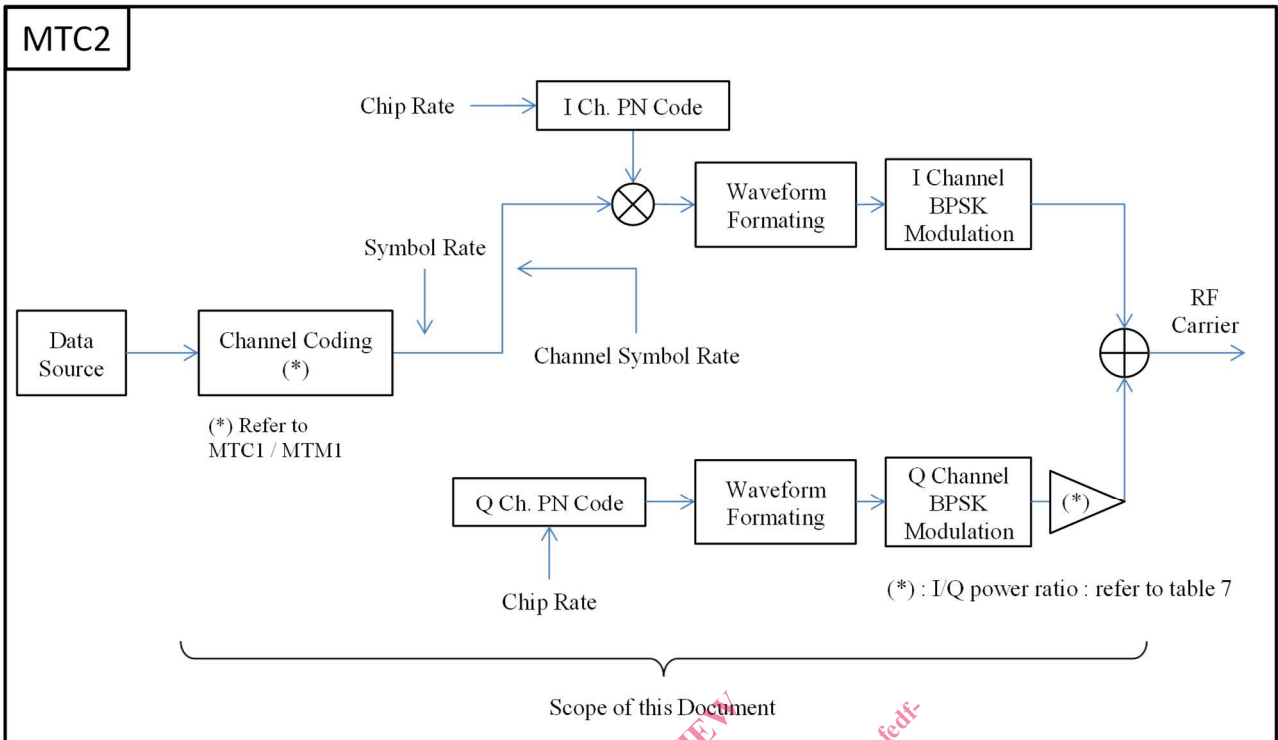 MTC2
Chip Rate
I Ch. PN Code
Waveform
Formating
I Channel
BPSK
Modulation
Symbol Rate
Channel Symbol Rate
Data
Source
Channel Coding
(*)
(*) Refer to
MTC1 / MTM1
RF
Carrier
Q Ch. PN Code
Waveform
Formating
Q Channel
BPSK
Modulation
(*)
Chip Rate
(*) : I/Q power ratio : refer to table 7
Scope of this Document
fedf-